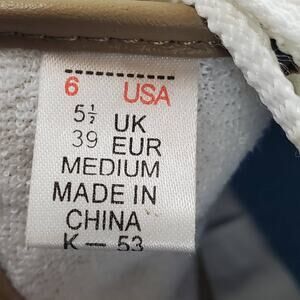 6 USA
5½ UK
39 EUR
MEDIUM
MADE IN
CHINA
K — 53